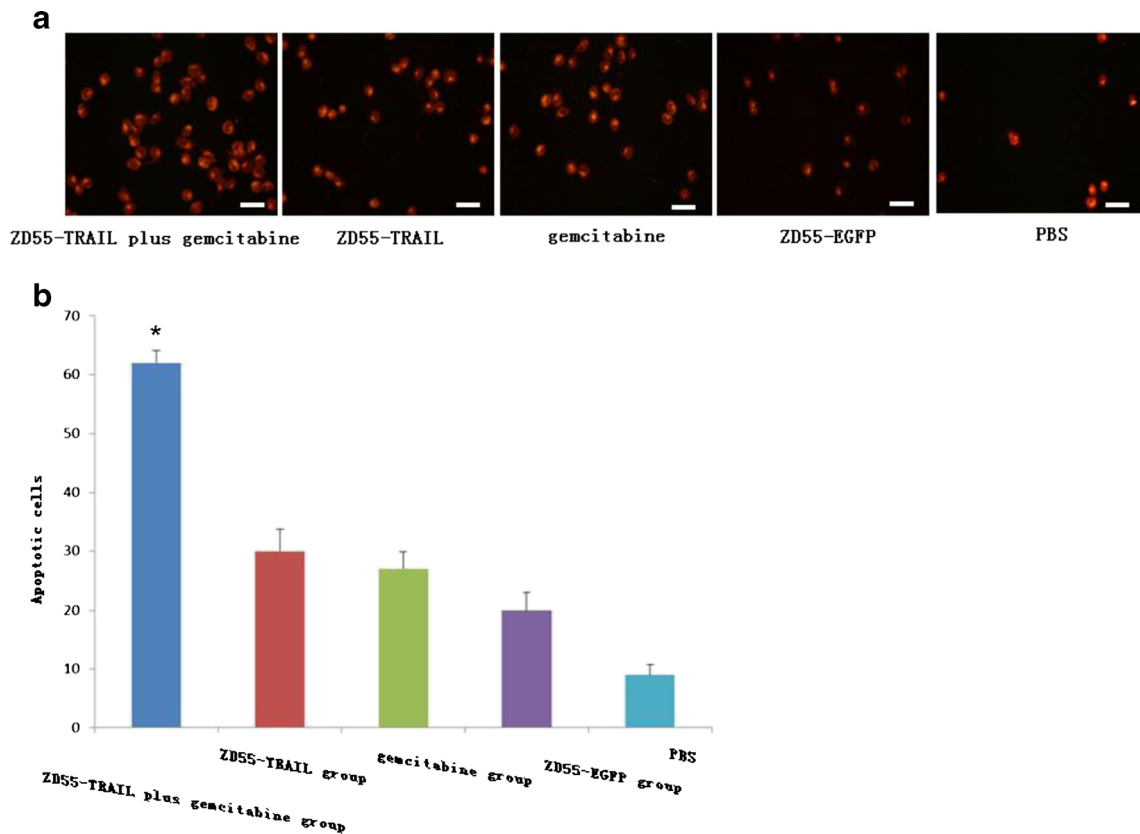 a
ZD55-TRAIL plus gemcitabine
ZD55-TRAIL
gemcitabine
ZD55-EGFP
PBS
b
70
60
50
40
30
20
10
0
Apoptotic cells
*
ZD55-TRAIL plus gemcitabine group
ZD55-TRAIL group
gemcitabine group
ZD55-EGFP group
PBS